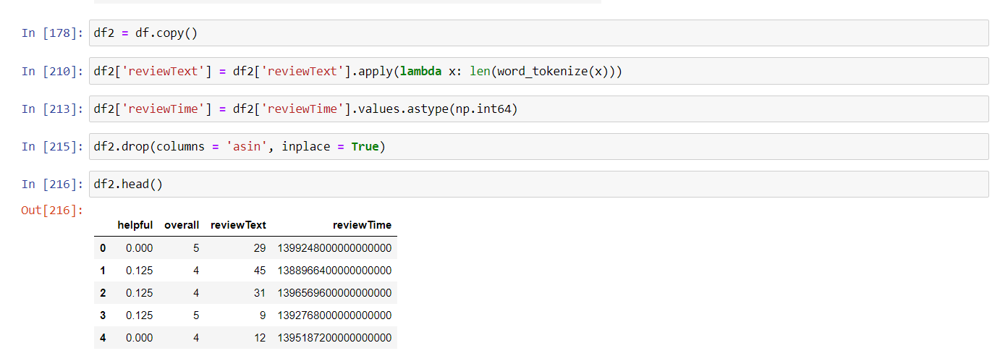 In [178]: df2 = df.copy()
In [210]: df2['reviewText'] = df2['reviewText'].apply(lambda x: len(word_tokenize(x)))
In [213]: df2['reviewTime'] = df2['reviewTime'].values.astype(np.int64)
In [215]: df2.drop(columns = 'asin', inplace = True)
In [216]: df2.head()
Out[216]:
helpful overall reviewText reviewTime
0 0.000 5 29 1399248000000000000
1 0.125 4 45 1388966400000000000
2 0.125 4 31 1396569600000000000
3 0.125 5 9 1392768000000000000
4 0.000 4 12 1395187200000000000